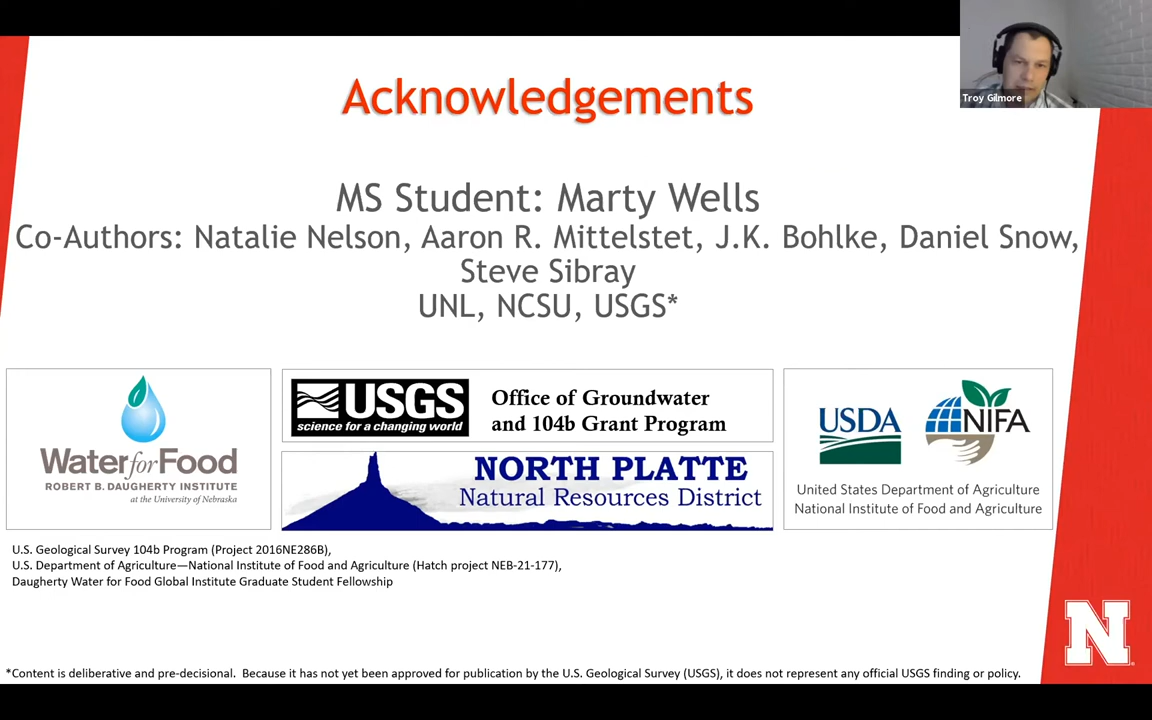 Acknowledgements
Troy Gilmore
MS Student: Marty Wells
Co-Authors: Natalie Nelson, Aaron R. Mittelstet, J.K. Bohlke, Daniel Snow,
Steve Sibray
UNL, NCSU, USGS*
Water for Food
ROBERT B. DAUGHERTY INSTITUTE
at the University of Nebraska
USGS
science for a changing world
Office of Groundwater
and 104b Grant Program
NORTH PLATTE
Natural Resources District
USDA
NIFA
United States Department of Agriculture
National Institute of Food and Agriculture
U.S. Geological Survey 104b Program (Project 2016NE286B),
U.S. Department of Agriculture—National Institute of Food and Agriculture (Hatch project NEB-21-177),
Daugherty Water for Food Global Institute Graduate Student Fellowship
N
*Content is deliberative and pre-decisional.  Because it has not yet been approved for publication by the U.S. Geological Survey (USGS), it does not represent any official USGS finding or policy.